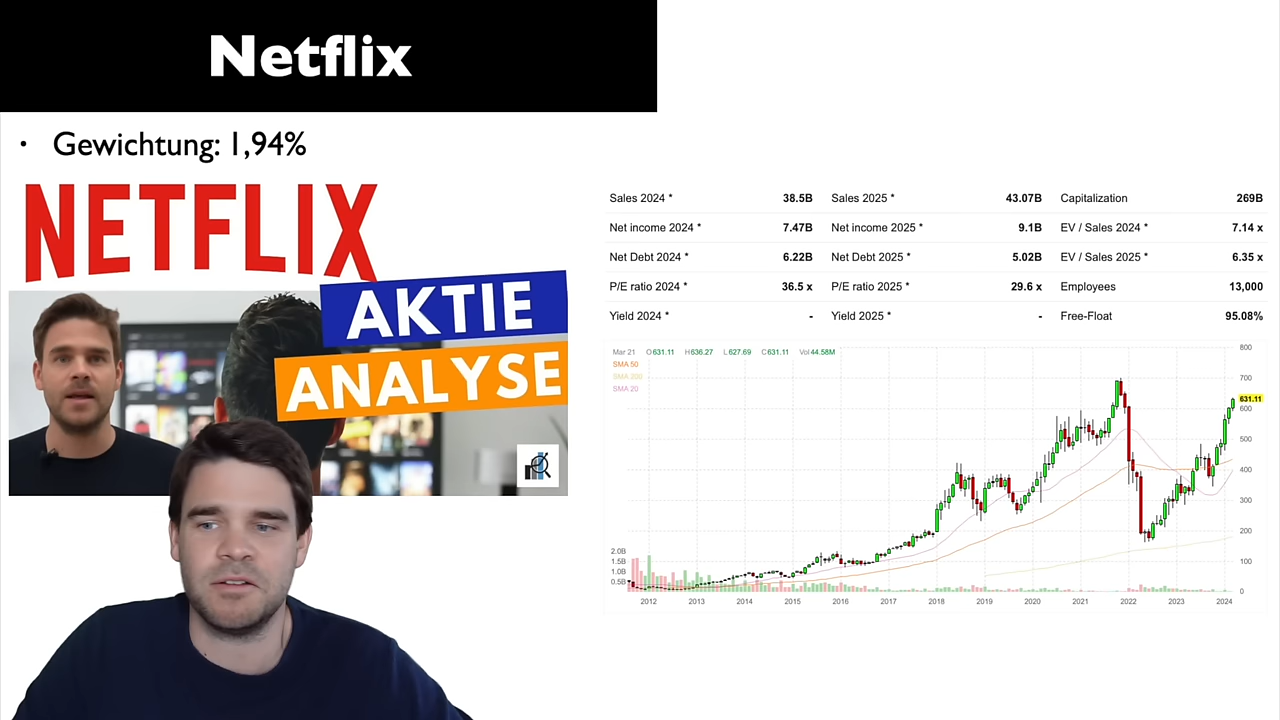 Netflix
• Gewichtung: 1,94%
NETFLIX
AKTIE
ANALYSE
Sales 2024 * 38.5B Sales 2025 * 43.07B Capitalization 269B
Net income 2024 * 7.47B Net income 2025 * 9.1B EV / Sales 2024 * 7.14 x
Net Debt 2024 * 6.22B Net Debt 2025 * 5.02B EV / Sales 2025 * 6.35 x
P/E ratio 2024 * 36.5 x P/E ratio 2025 * 29.6 x Employees 13,000
Yield 2024 * - Yield 2025 * - Free-Float 95.08%
Mar 21 O631.11 H636.27 L627.69 C631.11 Vol44.58M
SMA 50
SMA 200
SMA 20
800
700
631.11
600
500
400
300
200
100
0
2.0B
1.5B
1.0B
0.5B
2012 2013 2014 2015 2016 2017 2018 2019 2020 2021 2022 2023 2024